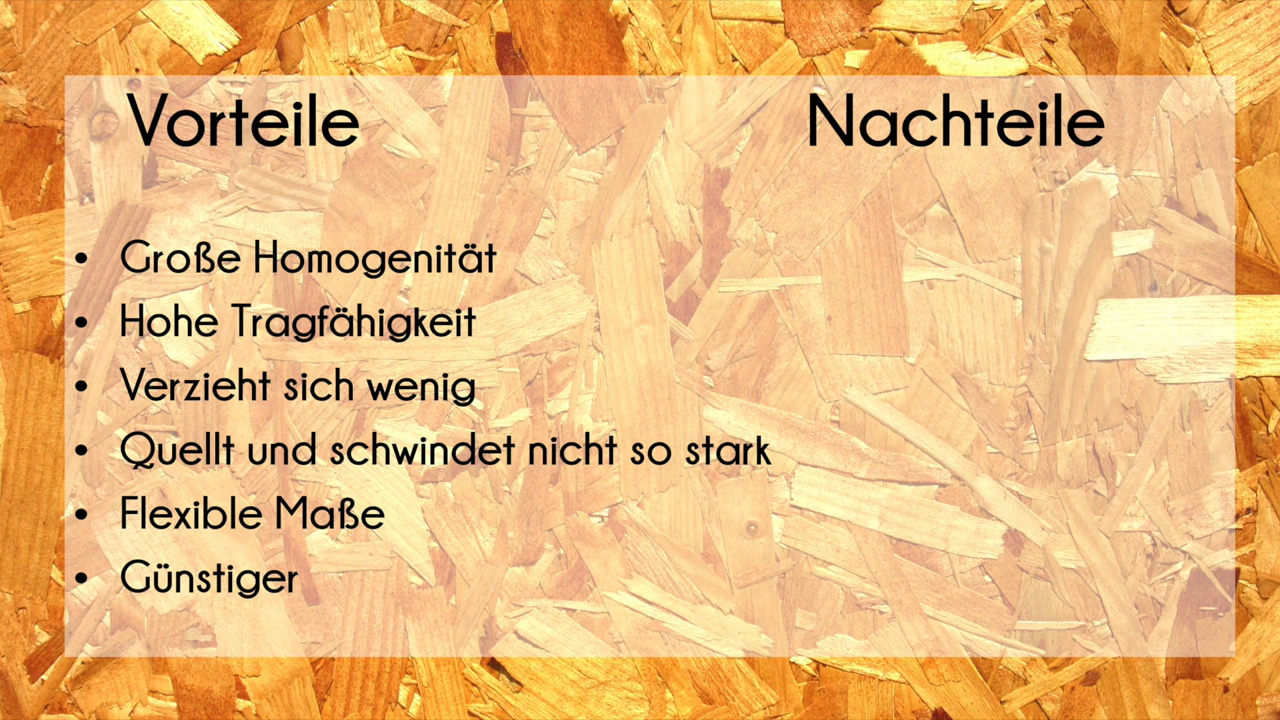 Vorteile
Nachteile
• Große Homogenität
• Hohe Tragfähigkeit
• Verzieht sich wenig
• Quellt und schwindet nicht so stark
• Flexible Maße
• Günstiger